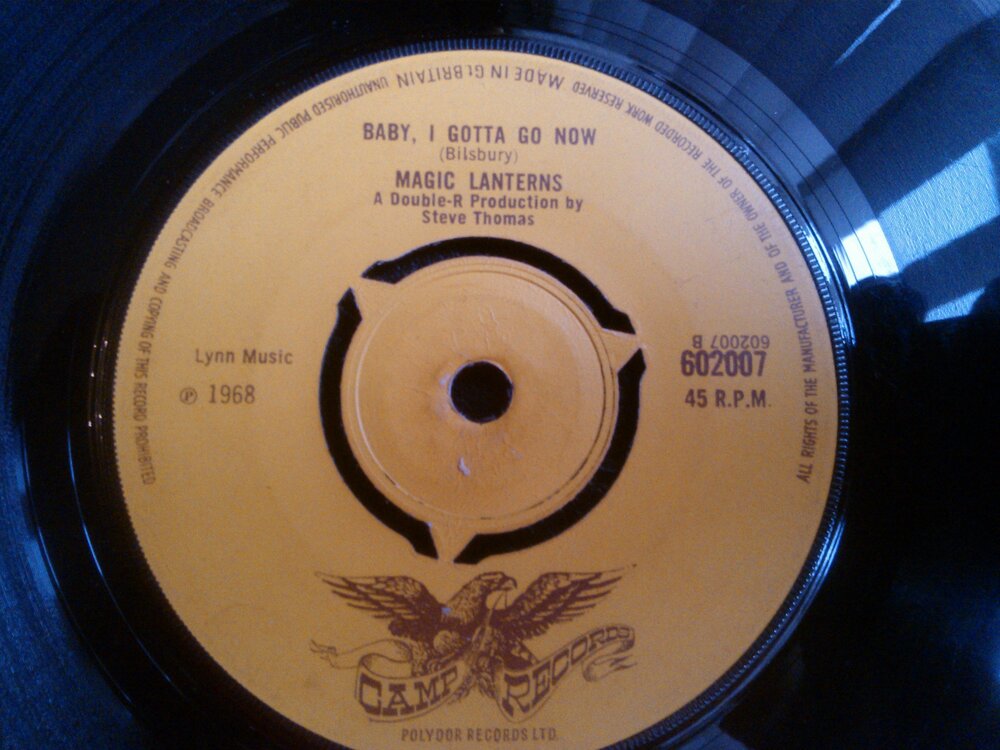 BABY, I GOTTA GO NOW
(Bilsbury)
MAGIC LANTERNS
A Double-R Production by
Steve Thomas
Lynn Music
℗ 1968
602007 B
602007
45 R.P.M.
CAMP RECORDS
POLYDOR RECORDS LTD.
ALL RIGHTS OF THE MANUFACTURER AND OF THE OWNER OF THE RECORDED WORK RESERVED MADE IN Gt.BRITAIN UNAUTHORISED PUBLIC PERFORMANCE BROADCASTING AND COPYING OF THIS RECORD PROHIBITED